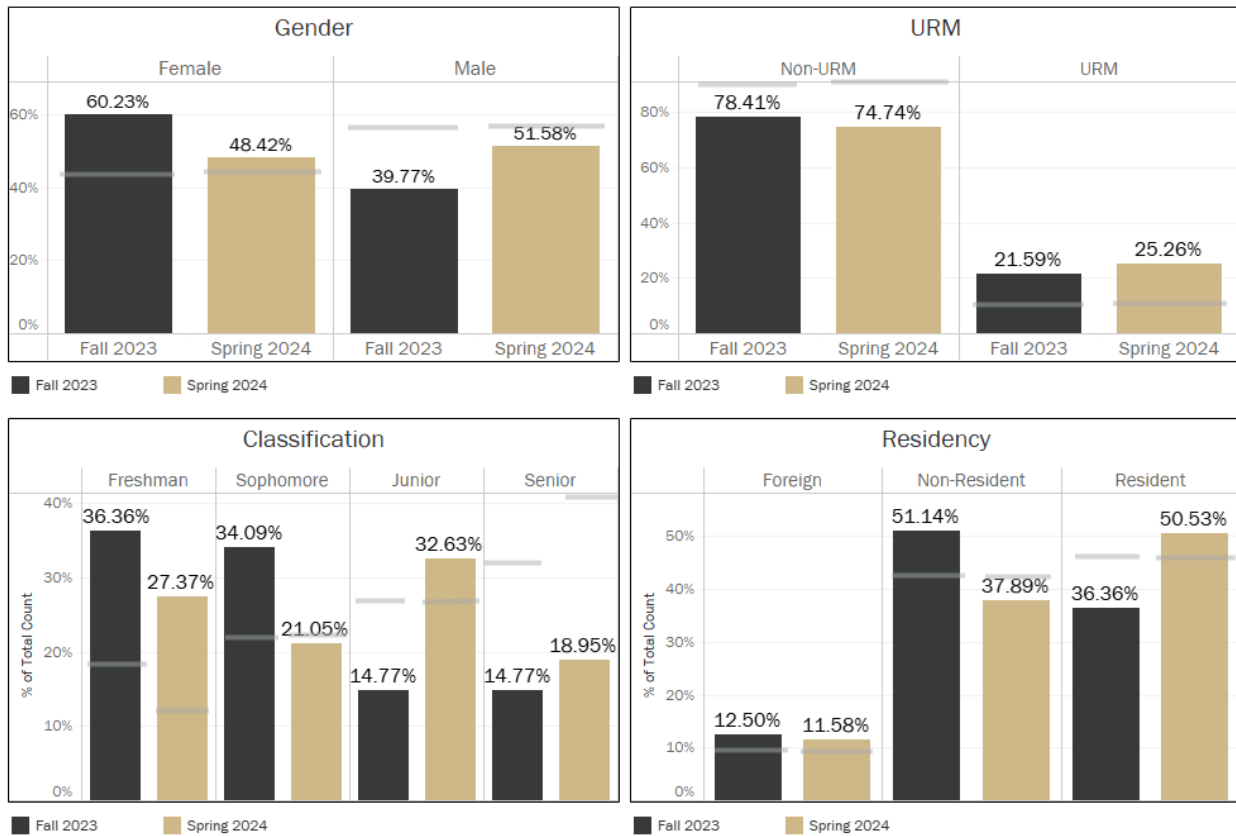 Gender
Female Male
60%
40%
20%
0%
60.23%
48.42%
39.77%
51.58%
Fall 2023 Spring 2024 Fall 2023 Spring 2024
Fall 2023 Spring 2024
URM
Non-URM URM
80%
60%
40%
20%
0%
78.41%
74.74%
21.59%
25.26%
Fall 2023 Spring 2024 Fall 2023 Spring 2024
Fall 2023 Spring 2024
Classification
Freshman Sophomore Junior Senior
% of Total Count
40%
30%
20%
10%
0%
36.36%
27.37%
34.09%
21.05%
14.77%
32.63%
14.77%
18.95%
Fall 2023 Spring 2024
Residency
Foreign Non-Resident Resident
% of Total Count
50%
40%
30%
20%
10%
0%
12.50%
11.58%
51.14%
37.89%
36.36%
50.53%
Fall 2023 Spring 2024